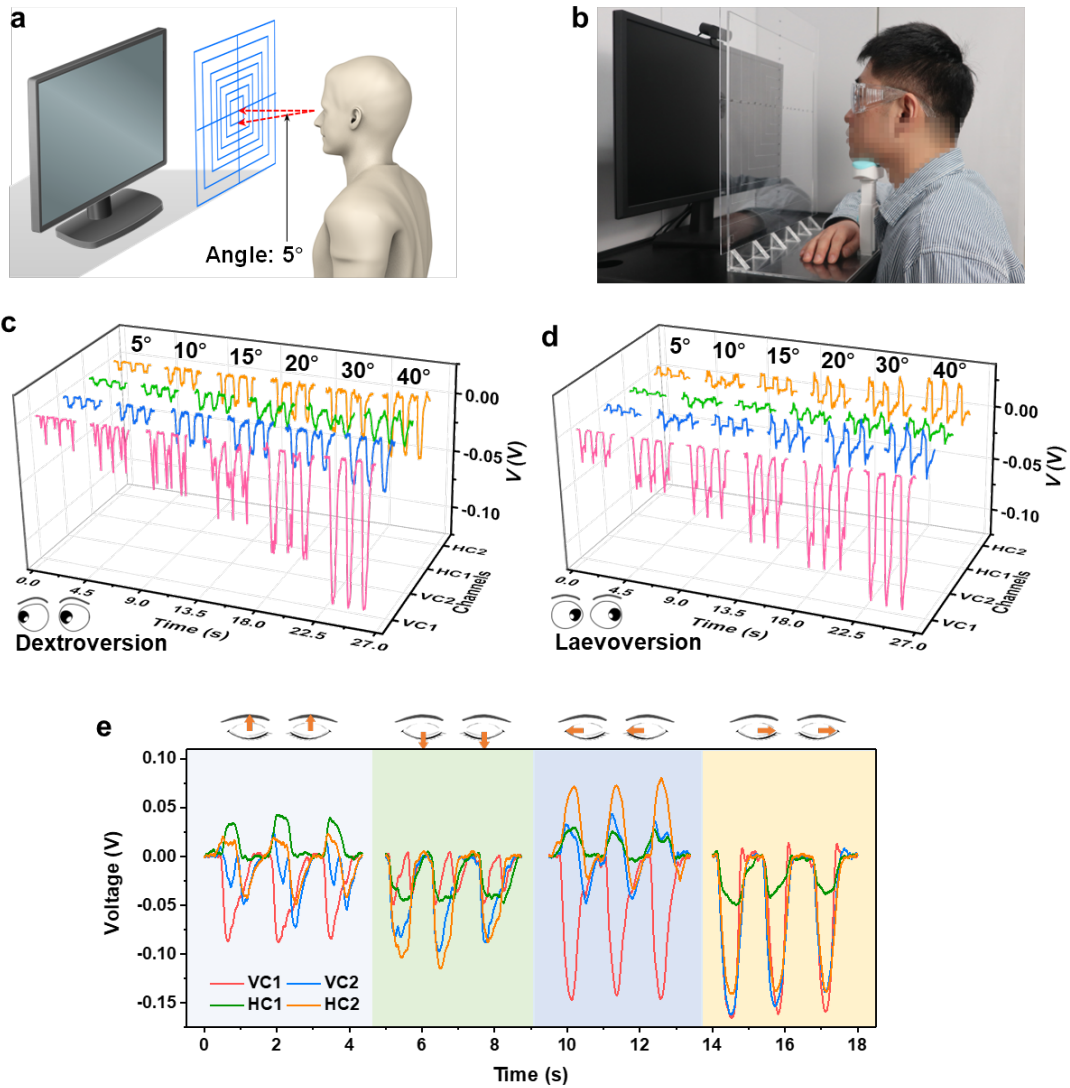 a
Angle: 5°
b
c
5° 10° 15° 20° 30° 40°
0.00
-0.05
-0.10
V (V)
HC2
HC1
VC2
VC1
Channels
0.0 4.5 9.0 13.5 18.0 22.5 27.0
Time (s)
Dextroversion
d
5° 10° 15° 20° 30° 40°
0.00
-0.05
-0.10
V (V)
HC2
HC1
VC2
VC1
Channels
0.0 4.5 9.0 13.5 18.0 22.5 27.0
Time (s)
Laevoversion
e
0.10
0.05
0.00
-0.05
-0.10
-0.15
Voltage (V)
VC1 VC2
HC1 HC2
0 2 4 6 8 10 12 14 16 18
Time (s)